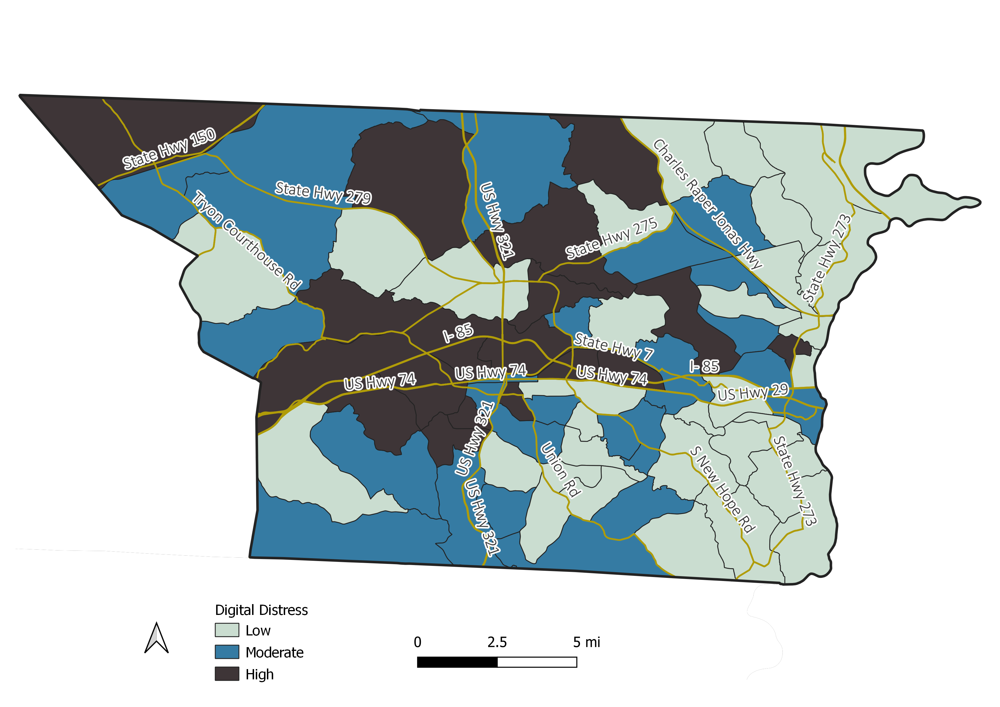 State Hwy 150
Charles Raper Jonas Hwy
State Hwy 279
US Hwy 321
Tryon Courthouse Rd
State Hwy 275
State Hwy 273
I- 85
State Hwy 7
I- 85
US Hwy 74
US Hwy 74
US Hwy 74
US Hwy 29
US Hwy 321
Union Rd
S New Hope Rd
State Hwy 273
US Hwy 321
Digital Distress
Low
Moderate
High
0 2.5 5 mi